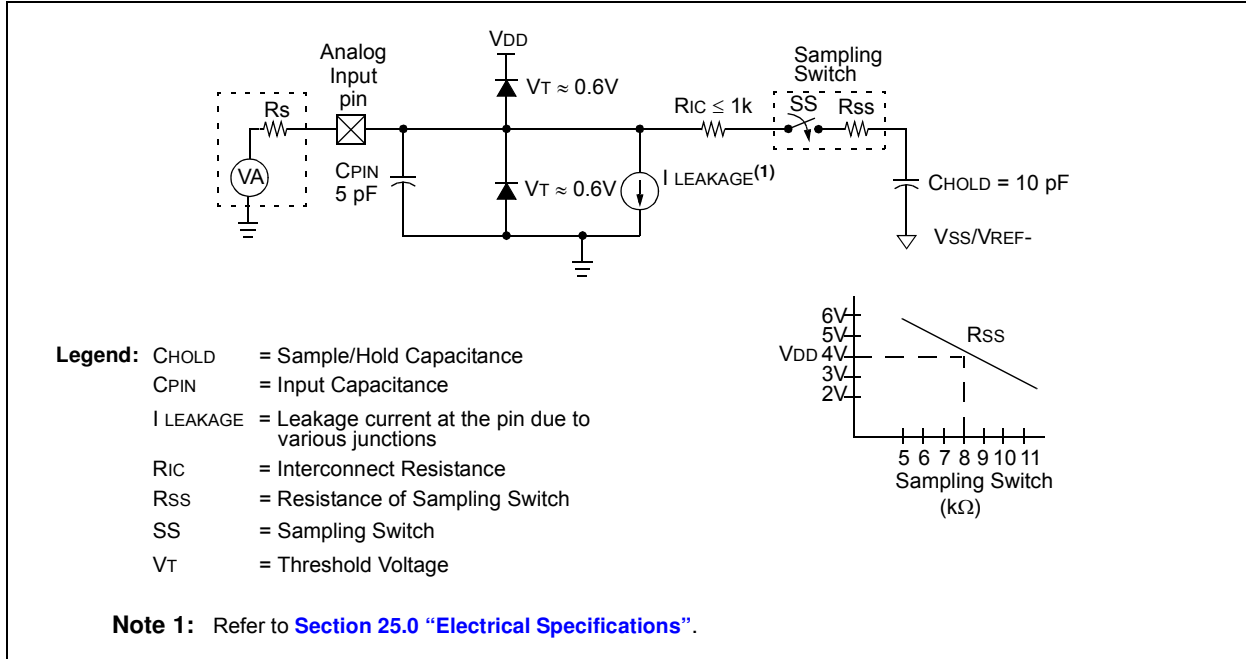 VDD
Analog
Input
pin
Sampling
Switch
VT ≈ 0.6V
Rs
RIC ≤ 1k
SS
Rss
VA
CPIN
5 pF
VT ≈ 0.6V
I LEAKAGE(1)
CHOLD = 10 pF
VSS/VREF-
6V
5V
VDD 4V
3V
2V
RSS
5 6 7 8 9 10 11
Sampling Switch
(kΩ)
Legend: CHOLD = Sample/Hold Capacitance
CPIN = Input Capacitance
I LEAKAGE = Leakage current at the pin due to
various junctions
RIC = Interconnect Resistance
RSS = Resistance of Sampling Switch
SS = Sampling Switch
VT = Threshold Voltage
Note 1: Refer to Section 25.0 “Electrical Specifications”.